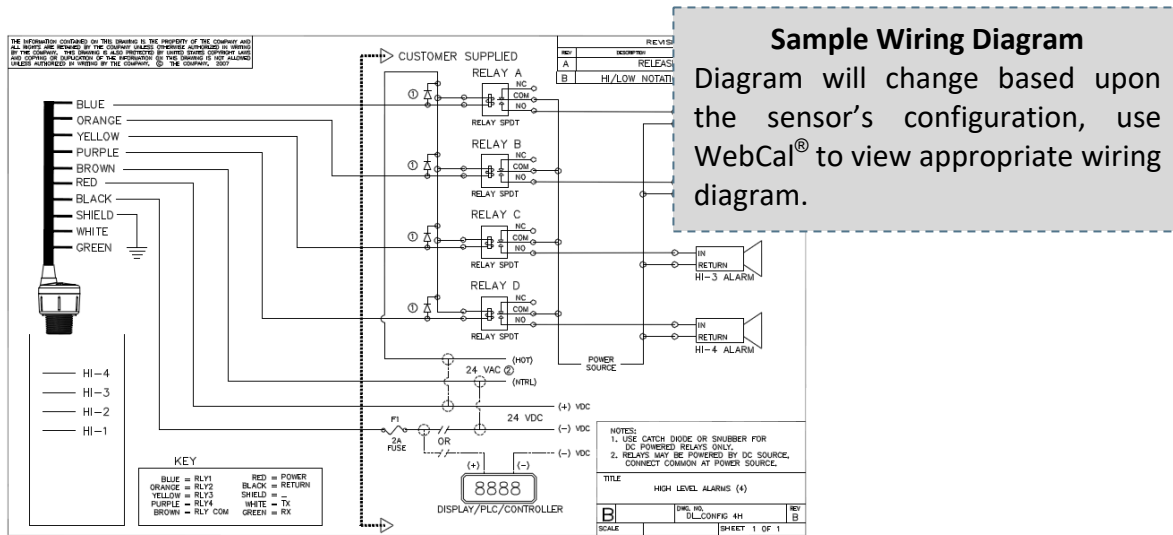 THE INFORMATION CONTAINED ON THIS DRAWING IS THE PROPERTY OF THE COMPANY AND
ALL RIGHTS ARE RETAINED BY THE COMPANY UNLESS OTHERWISE AUTHORIZED IN WRITING
BY THE COMPANY. THIS DRAWING IS ALSO PROTECTED BY UNITED STATES COPYRIGHT LAWS
AND COPYING OR DUPLICATION OF THE INFORMATION ON THIS DRAWING IS NOT ALLOWED
UNLESS AUTHORIZED IN WRITING BY THE COMPANY. © THE COMPANY, 2007
Sample Wiring Diagram
Diagram will change based upon
the sensor's configuration, use
WebCal® to view appropriate wiring
diagram.
REV DESCRIPTION
A
B
CUSTOMER SUPPLIED
BLUE
ORANGE
YELLOW
PURPLE
BROWN
RED
BLACK
SHIELD
WHITE
GREEN
RELAY A
1
NC
COM
NO
RELAY SPDT
RELAY B
1
NC
COM
NO
RELAY SPDT
RELAY C
1
NC
COM
NO
RELAY SPDT
RELAY D
1
NC
COM
NO
RELAY SPDT
IN
RETURN
HI-3 ALARM
IN
RETURN
HI-4 ALARM
(HOT)
24 VAC 2
(NTRL)
POWER
SOURCE
(+) VDC
24 VDC
(-) VDC
(-) VDC
F1
2A
FUSE
OR
(+) (-)
8888
DISPLAY/PLC/CONTROLLER
HI-4
HI-3
HI-2
HI-1
KEY
BLUE = RLY1
ORANGE = RLY2
YELLOW = RLY3
PURPLE = RLY4
BROWN = RLY COM
RED = POWER
BLACK = RETURN
SHIELD = ⏚
WHITE = TX
GREEN = RX
NOTES:
1. USE CATCH DIODE OR SNUBBER FOR
DC POWERED RELAYS ONLY.
2. RELAYS MAY BE POWERED BY DC SOURCE,
CONNECT COMMON AT POWER SOURCE.
TITLE
HIGH LEVEL ALARMS (4)
B
DWG. NO.
DL_CONFIG 4H
REV
B
SCALE
SHEET 1 OF 1